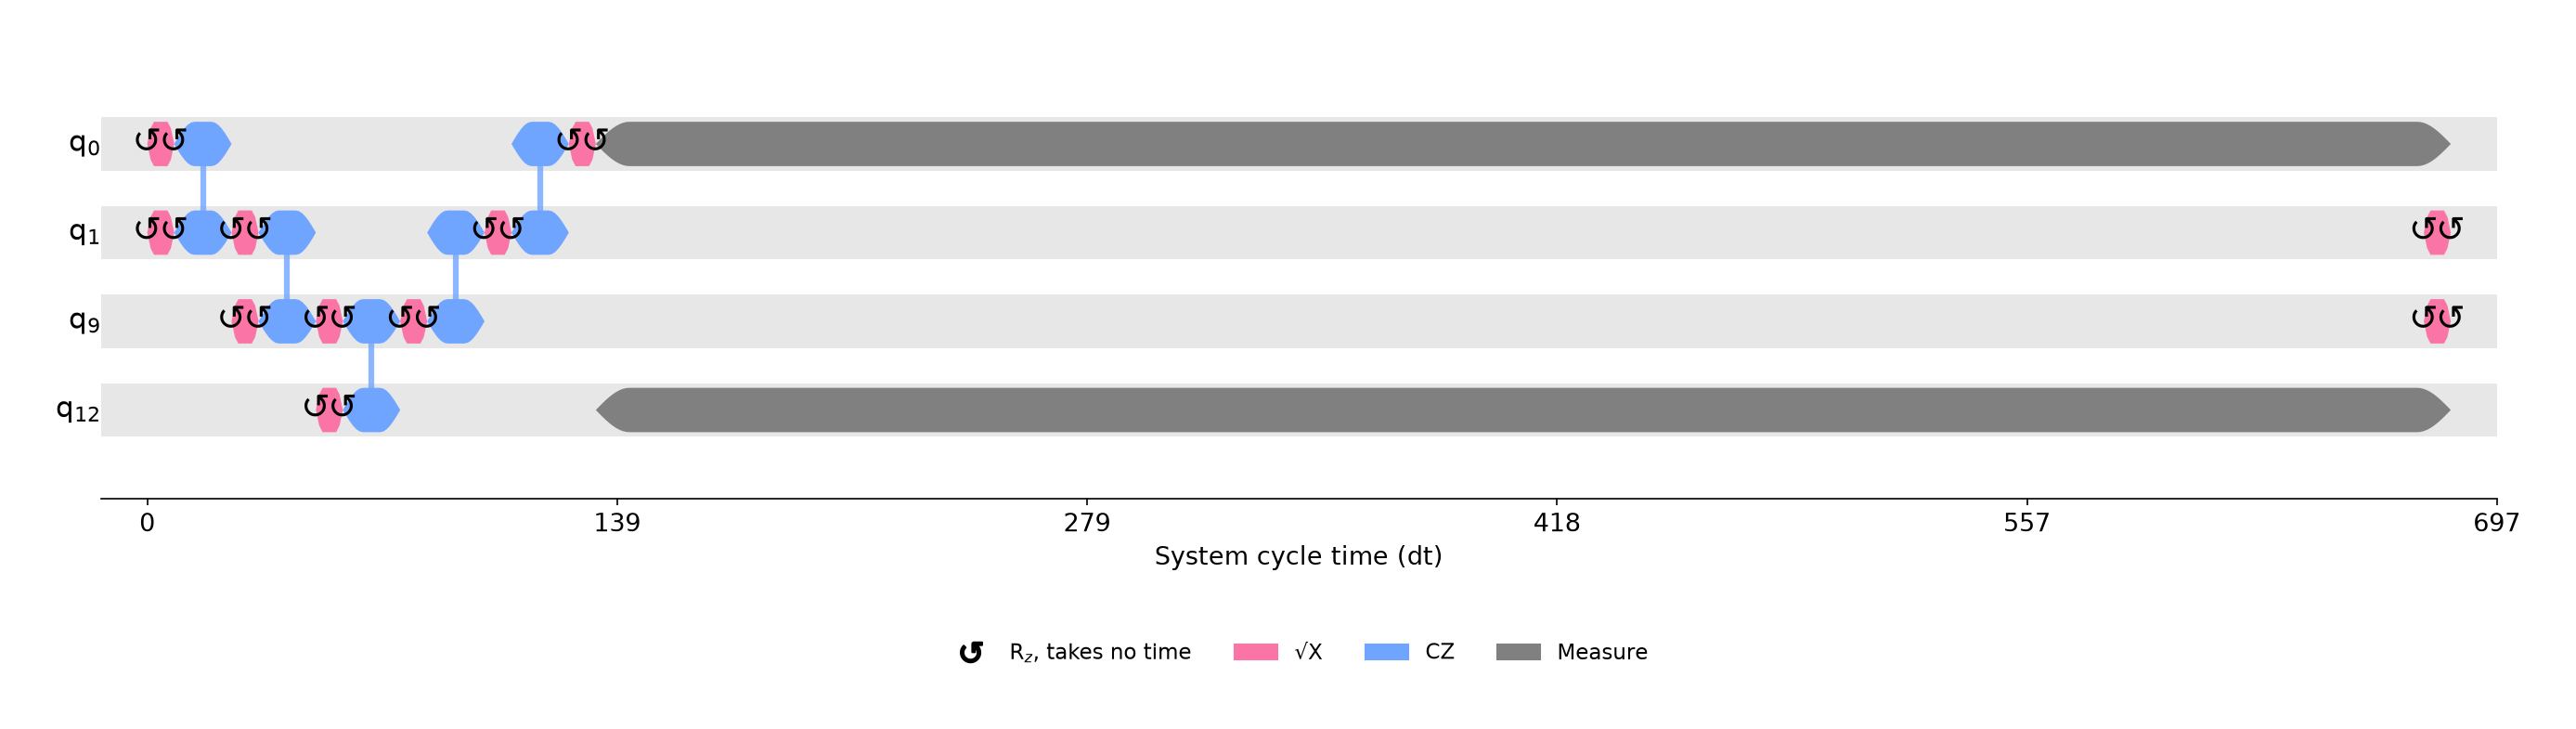 q0
q1
q9
q12
0 139 279 418 557 697
System cycle time (dt)
Rz, takes no time √X CZ Measure